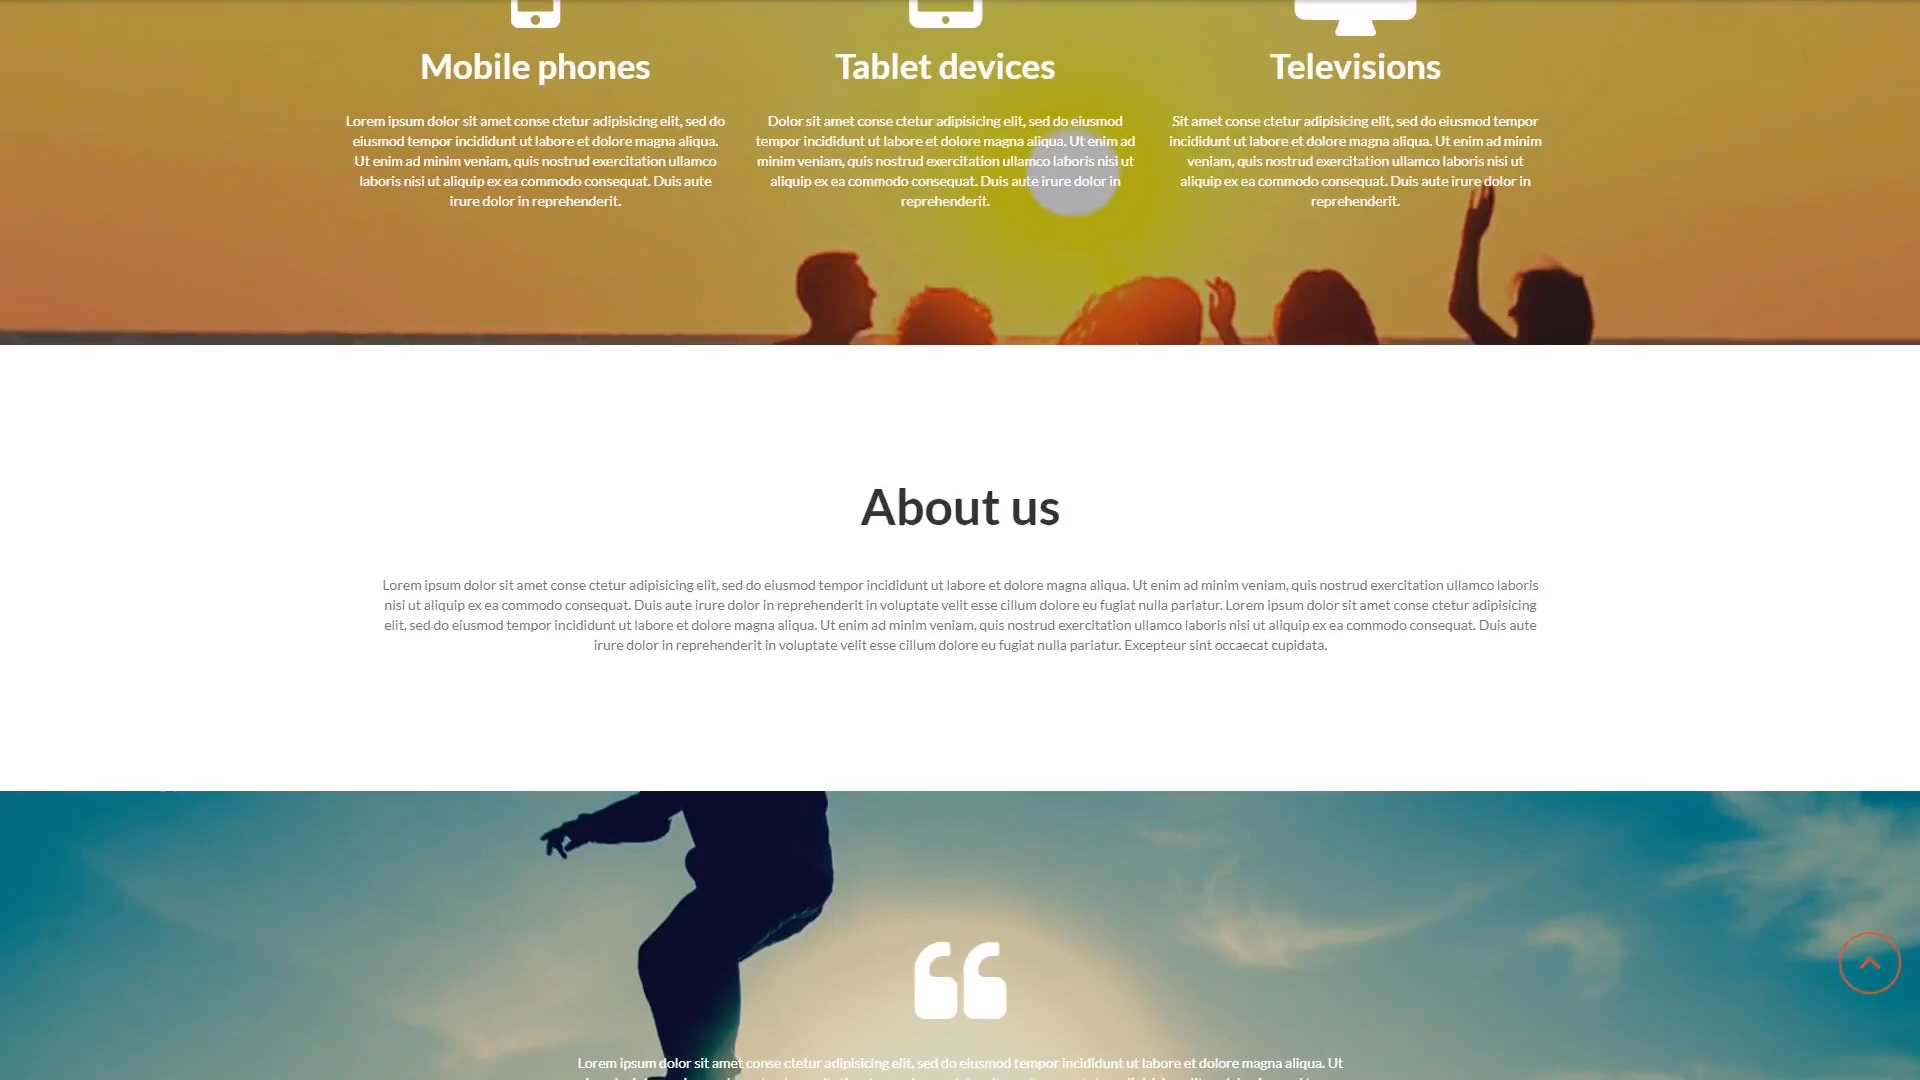 Mobile phones
Lorem ipsum dolor sit amet conse ctetur adipisicing elit, sed do
eiusmod tempor incididunt ut labore et dolore magna aliqua.
Ut enim ad minim veniam, quis nostrud exercitation ullamco
laboris nisi ut aliquip ex ea commodo consequat. Duis aute
irure dolor in reprehenderit.
Tablet devices
Dolor sit amet conse ctetur adipisicing elit, sed do eiusmod
tempor incididunt ut labore et dolore magna aliqua. Ut enim ad
minim veniam, quis nostrud exercitation ullamco laboris nisi ut
aliquip ex ea commodo consequat. Duis aute irure dolor in
reprehenderit.
Televisions
Sit amet conse ctetur adipisicing elit, sed do eiusmod tempor
incididunt ut labore et dolore magna aliqua. Ut enim ad minim
veniam, quis nostrud exercitation ullamco laboris nisi ut
aliquip ex ea commodo consequat. Duis aute irure dolor in
reprehenderit.
About us
Lorem ipsum dolor sit amet conse ctetur adipisicing elit, sed do eiusmod tempor incididunt ut labore et dolore magna aliqua. Ut enim ad minim veniam, quis nostrud exercitation ullamco laboris
nisi ut aliquip ex ea commodo consequat. Duis aute irure dolor in reprehenderit in voluptate velit esse cillum dolore eu fugiat nulla pariatur. Lorem ipsum dolor sit amet conse ctetur adipisicing
elit, sed do eiusmod tempor incididunt ut labore et dolore magna aliqua. Ut enim ad minim veniam, quis nostrud exercitation ullamco laboris nisi ut aliquip ex ea commodo consequat. Duis aute
irure dolor in reprehenderit in voluptate velit esse cillum dolore eu fugiat nulla pariatur. Excepteur sint occaecat cupidata.
“
Lorem ipsum dolor sit amet conse ctetur adipisicing elit, sed do eiusmod tempor incididunt ut labore et dolore magna aliqua. Ut